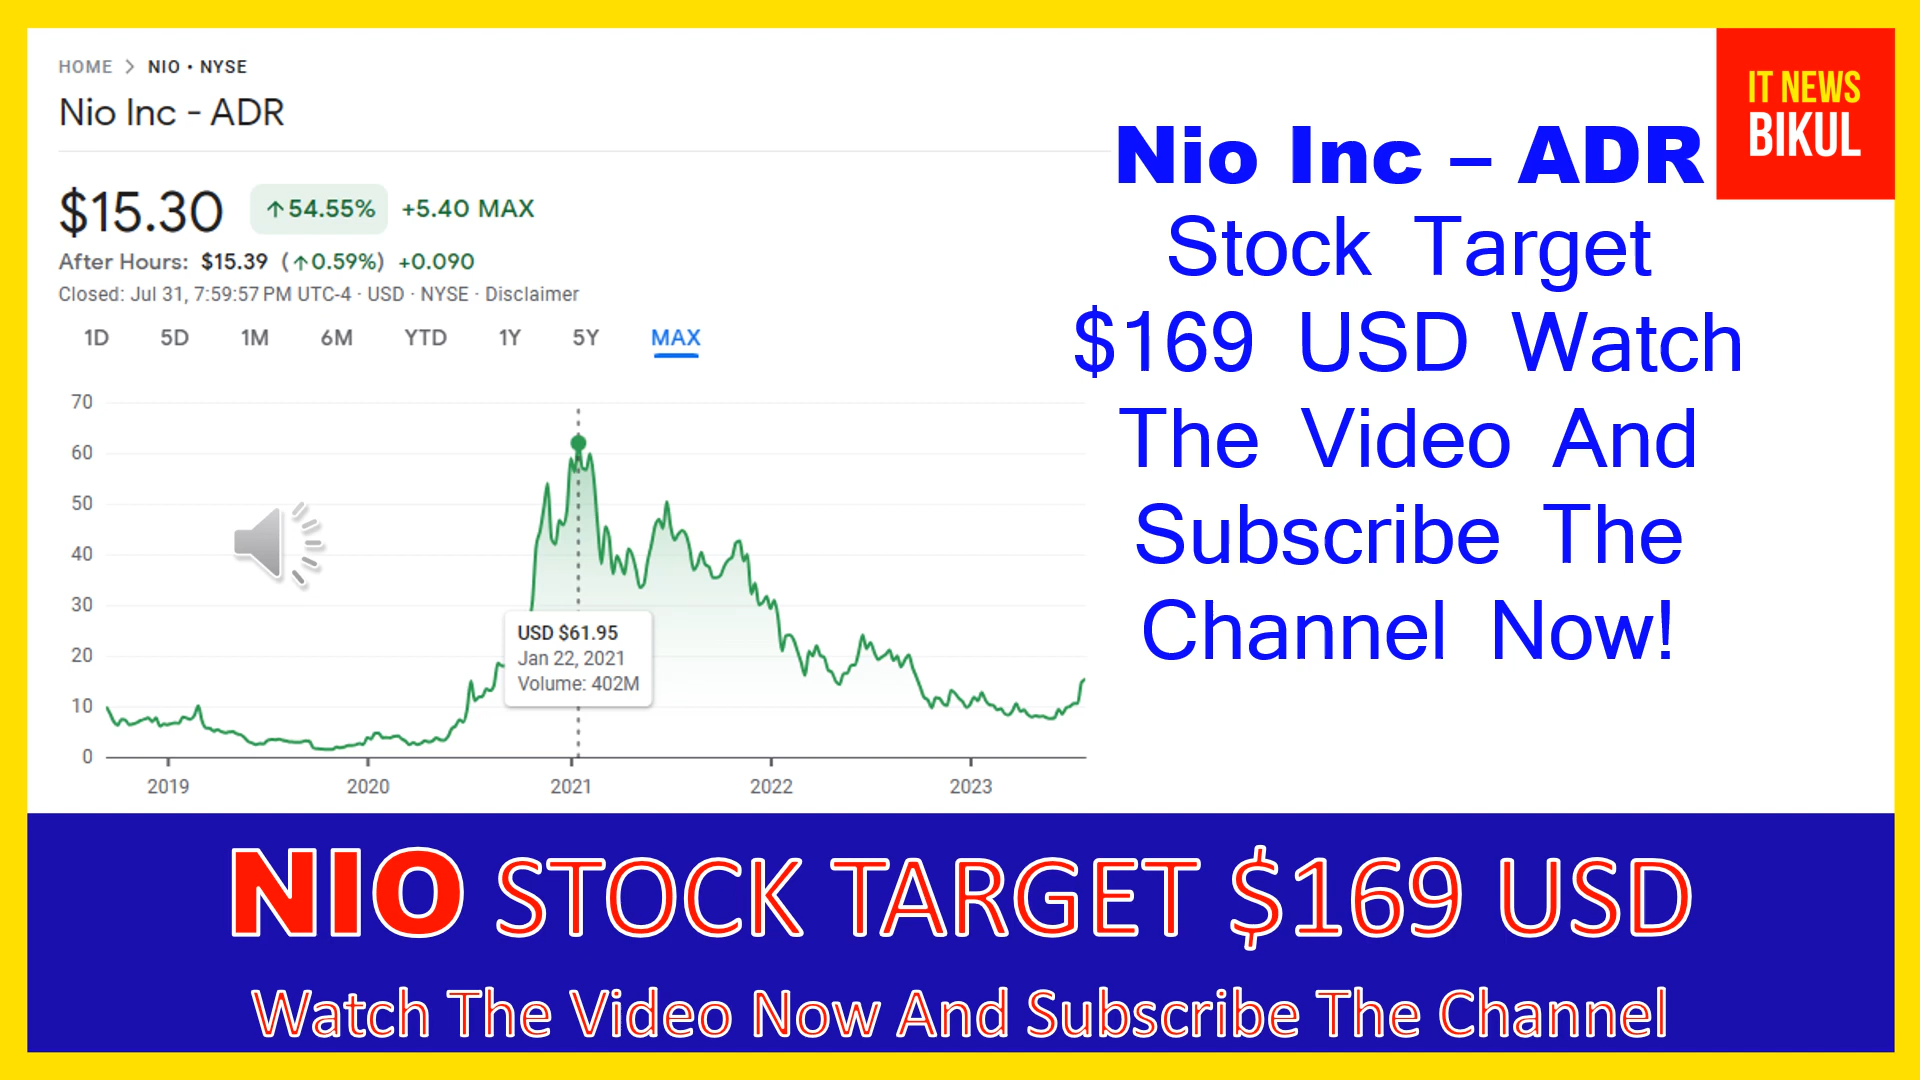 HOME > NIO • NYSE
Nio Inc - ADR
$15.30 ↑54.55% +5.40 MAX
After Hours: $15.39 (↑0.59%) +0.090
Closed: Jul 31, 7:59:57 PM UTC-4 · USD · NYSE · Disclaimer
1D 5D 1M 6M YTD 1Y 5Y MAX
70
60
50
40
30
20
10
0
USD $61.95
Jan 22, 2021
Volume: 402M
2019 2020 2021 2022 2023
Nio Inc – ADR
Stock Target
$169 USD Watch
The Video And
Subscribe The
Channel Now!
IT NEWS
BIKUL
NIO STOCK TARGET $169 USD
Watch The Video Now And Subscribe The Channel